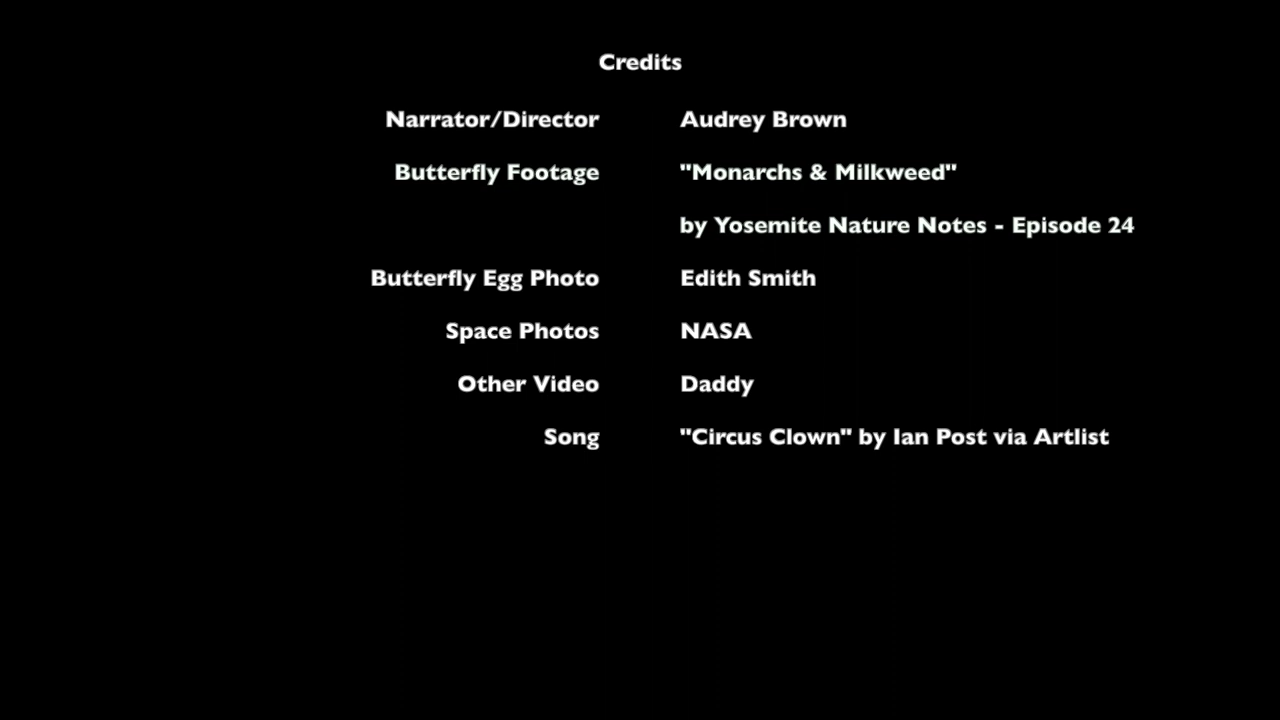 Credits
Narrator/Director Audrey Brown
Butterfly Footage "Monarchs & Milkweed"
by Yosemite Nature Notes - Episode 24
Butterfly Egg Photo Edith Smith
Space Photos NASA
Other Video Daddy
Song "Circus Clown" by Ian Post via Artlist